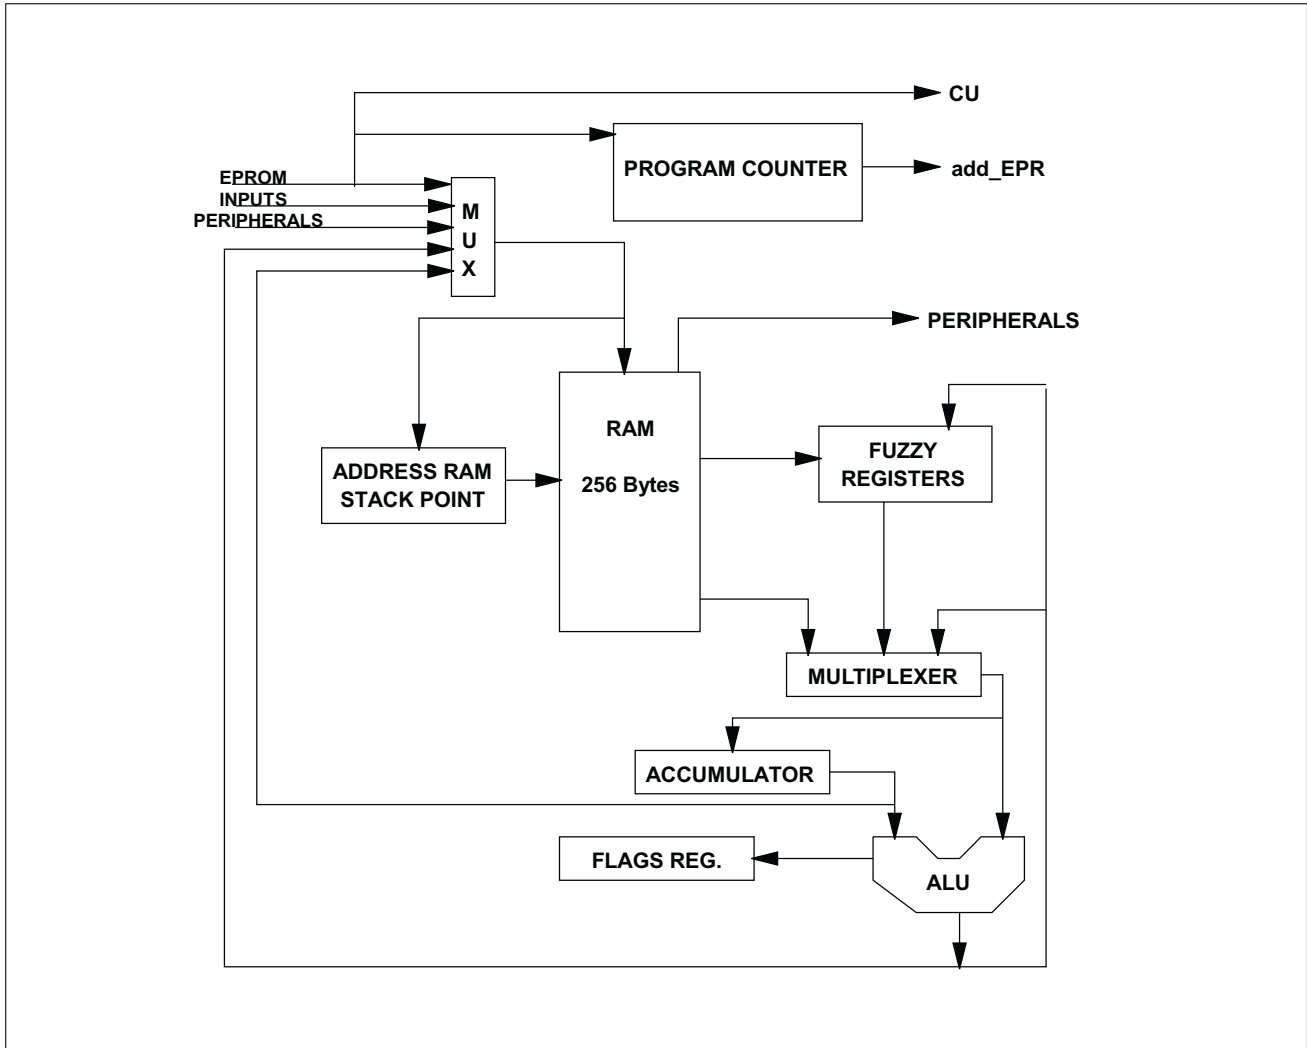 CU
PROGRAM COUNTER
add_EPR
EPROM
INPUTS
PERIPHERALS
M
U
X
PERIPHERALS
RAM
256 Bytes
FUZZY
REGISTERS
ADDRESS RAM
STACK POINT
MULTIPLEXER
ACCUMULATOR
FLAGS REG.
ALU